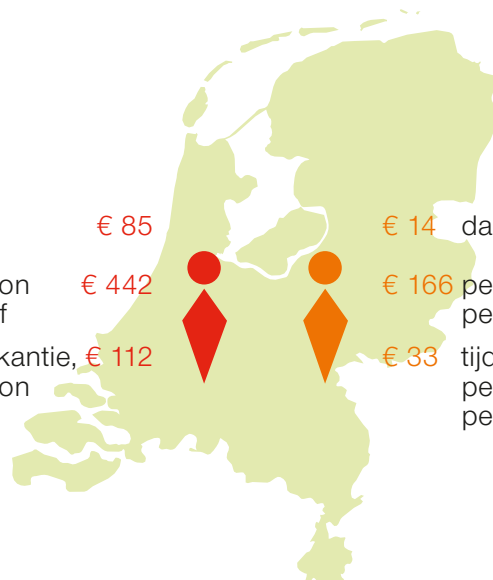 € 85
on € 442
f
kantie, € 112
on
€ 14 da
€ 166 pe
pe
€ 33 tijd
pe
pe